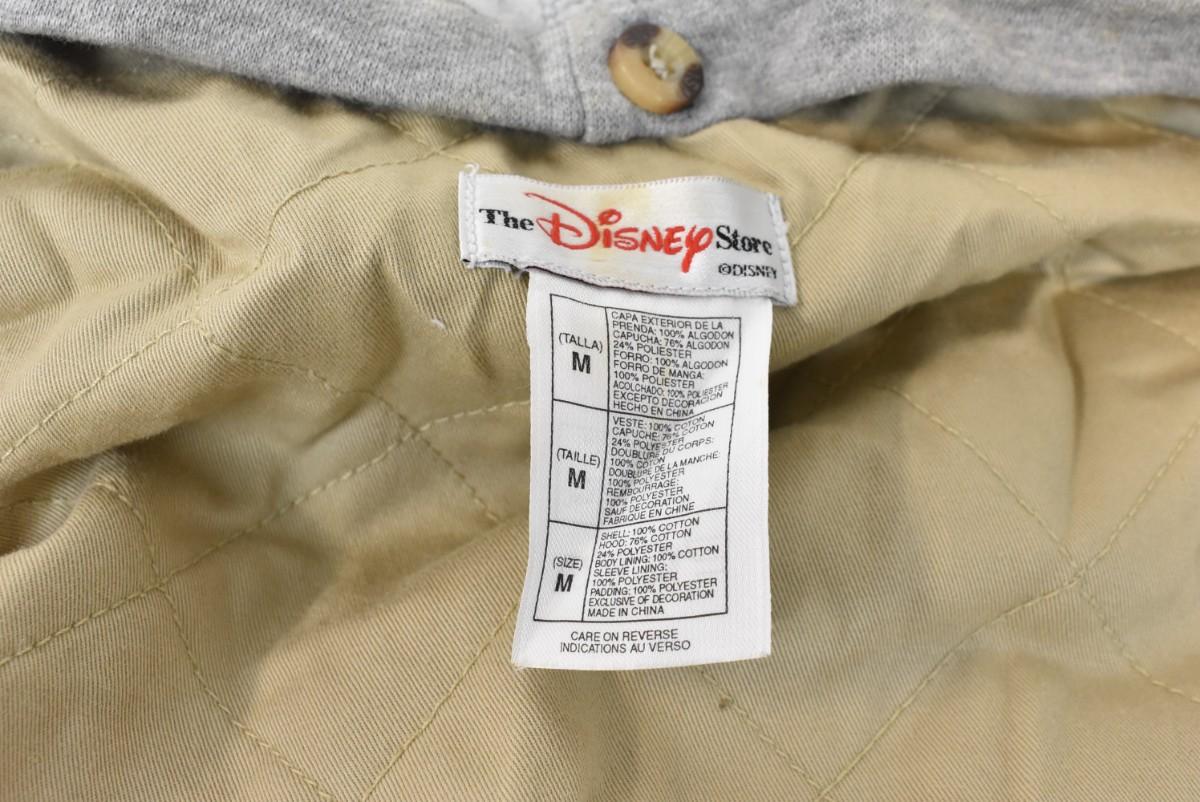 The Disney Store
©DISNEY
(TALLA)
M
CAPA EXTERIOR DE LA
PRENDA: 100% ALGODON
CAPUCHA: 76% ALGODON
24% POLIESTER
FORRO: 100% ALGODON
FORRO DE MANGA:
100% POLIESTER
ACOLCHADO: 100% POLIESTER
EXCEPTO DECORACION
HECHO EN CHINA
(TAILLE)
M
VESTE: 100% COTON
CAPUCHE: 76% COTON
24% POLYESTER
DOUBLURE DU CORPS:
100% COTON
DOUBLURE DE LA MANCHE:
100% POLYESTER
REMBOURRAGE:
100% POLYESTER
SAUF DECORATION
FABRIQUE EN CHINE
(SIZE)
M
SHELL: 100% COTTON
HOOD: 76% COTTON
24% POLYESTER
BODY LINING: 100% COTTON
SLEEVE LINING:
100% POLYESTER
PADDING: 100% POLYESTER
EXCLUSIVE OF DECORATION
MADE IN CHINA
CARE ON REVERSE
INDICATIONS AU VERSO